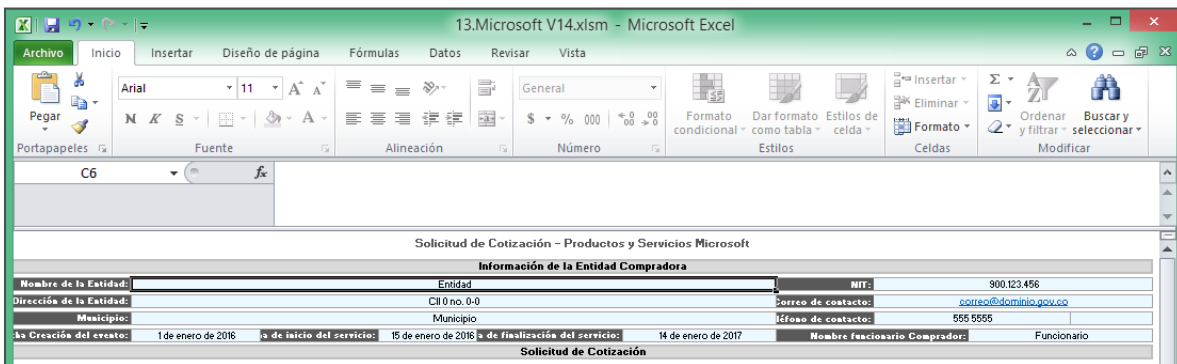 13.Microsoft V14.xlsm - Microsoft Excel
Archivo Inicio Insertar Diseño de página Fórmulas Datos Revisar Vista
Pegar Arial 11 A A General Formato condicional Dar formato como tabla Estilos de celda Insertar Eliminar Formato Σ Ordenar y filtrar Buscar y seleccionar
N K S A $ % 000
Portapapeles Fuente Alineación Número Estilos Celdas Modificar
C6 fx
Solicitud de Cotización - Productos y Servicios Microsoft
Información de la Entidad Compradora
Nombre de la Entidad: Entidad NIT: 900.123.456
Dirección de la Entidad: Cll 0 no. 0-0 Correo de contacto: correo@dominio.gov.co
Municipio: Municipio léfono de contacto: 555 5555
ha Creación del evento: 1 de enero de 2016 a de inicio del servicio: 15 de enero de 2016 a de finalización del servicio: 14 de enero de 2017 Nombre funcionario Comprador: Funcionario
Solicitud de Cotización